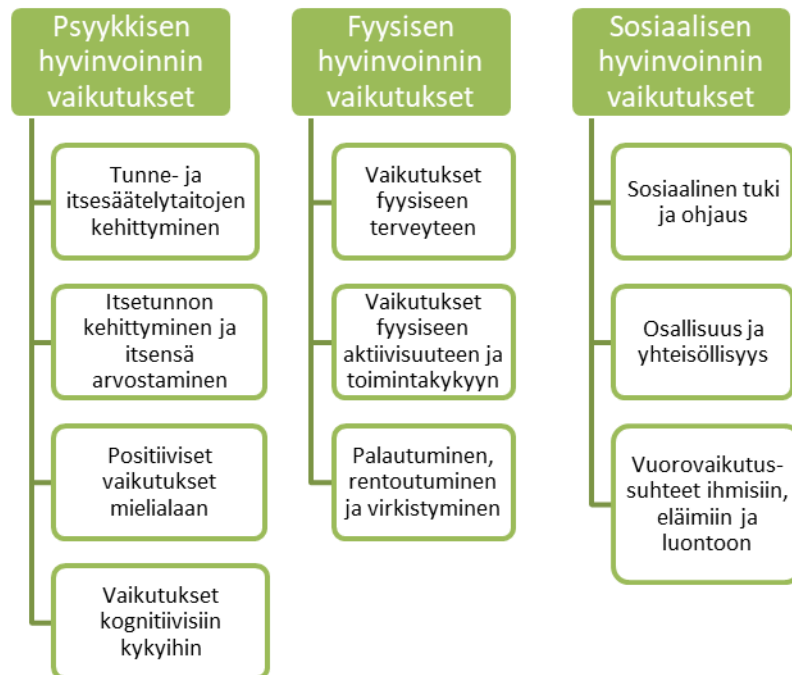 Psyykkisen
hyvinvoinnin
vaikutukset
Tunne- ja
itsesäätelytaitojen
kehittyminen
Itsetunnon
kehittyminen ja
itsensä
arvostaminen
Positiiviset
vaikutukset
mielialaan
Vaikutukset
kognitiivisiin
kykyihin
Fyysisen
hyvinvoinnin
vaikutukset
Vaikutukset
fyysiseen
terveyteen
Vaikutukset
fyysiseen
aktiivisuuteen ja
toimintakykyyn
Palautuminen,
rentoutuminen
ja virkistyminen
Sosiaalisen
hyvinvoinnin
vaikutukset
Sosiaalinen tuki
ja ohjaus
Osallisuus ja
yhteisöllisyys
Vuorovaikutus-
suhteet ihmisiin,
eläimiin ja
luontoon